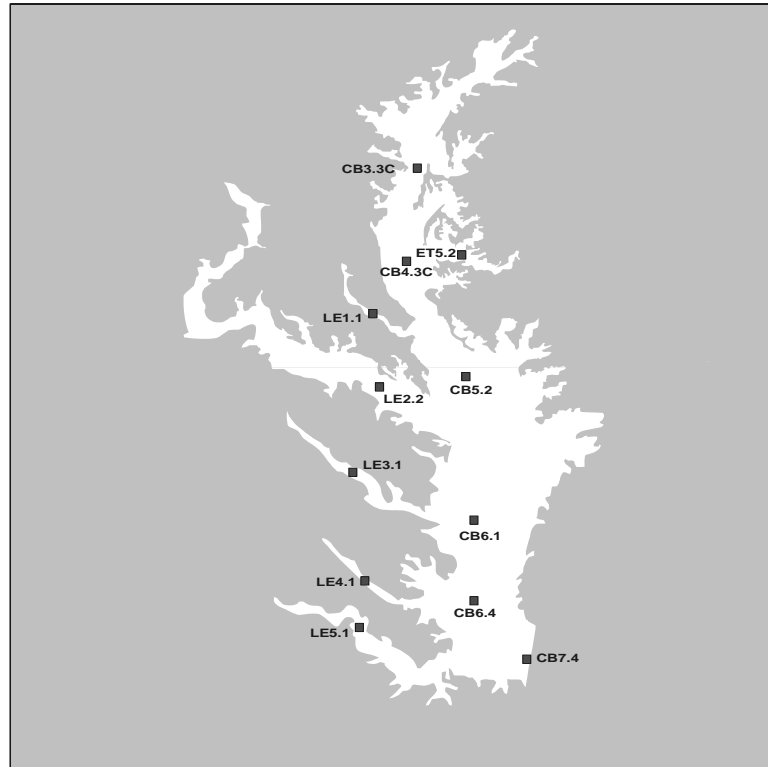 CB3.3C
ET5.2
CB4.3C
LE1.1
CB5.2
LE2.2
LE3.1
CB6.1
LE4.1
CB6.4
LE5.1
CB7.4